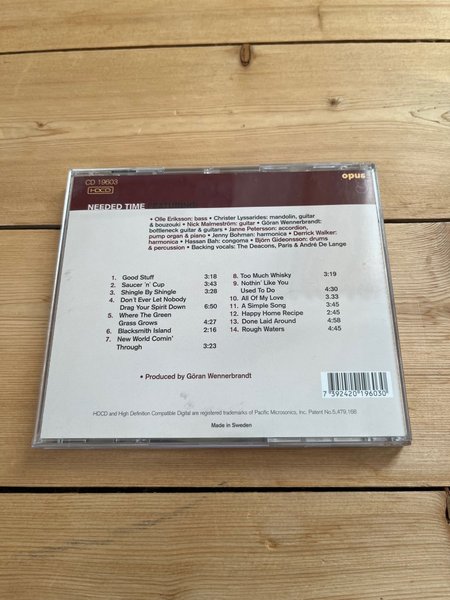 CD 19603
HDCD
opus
3
NEEDED TIME
• Olle Eriksson: bass • Christer Lyssarides: mandolin, guitar
& bouzouki • Nick Malmeström: guitar • Göran Wennerbrandt:
bottleneck guitar & guitars • Janne Petersson: accordion,
pump organ & piano • Jenny Bohman: harmonica • Derrick Walker:
harmonica • Hassan Bah: congoma • Björn Gideonsson: drums
& percussion • Backing vocals: The Deacons, Paris & André De Lange
1. Good Stuff 3:18
2. Saucer 'n' Cup 3:43
3. Shingle By Shingle 3:28
4. Don't Ever Let Nobody
Drag Your Spirit Down 6:50
5. Where The Green
Grass Grows 4:27
6. Blacksmith Island 2:16
7. New World Comin'
Through 3:23
8. Too Much Whisky 3:19
9. Nothin' Like You
Used To Do 4:30
10. All Of My Love 3.33
11. A Simple Song 3:45
12. Happy Home Recipe 2:45
13. Done Laid Around 4:58
14. Rough Waters 4:45
• Produced by Göran Wennerbrandt
7 392420 196030
HDCD and High Definition Compatible Digital are registered trademarks of Pacific Microsonics, Inc. Patent No.5,479,168
Made in Sweden